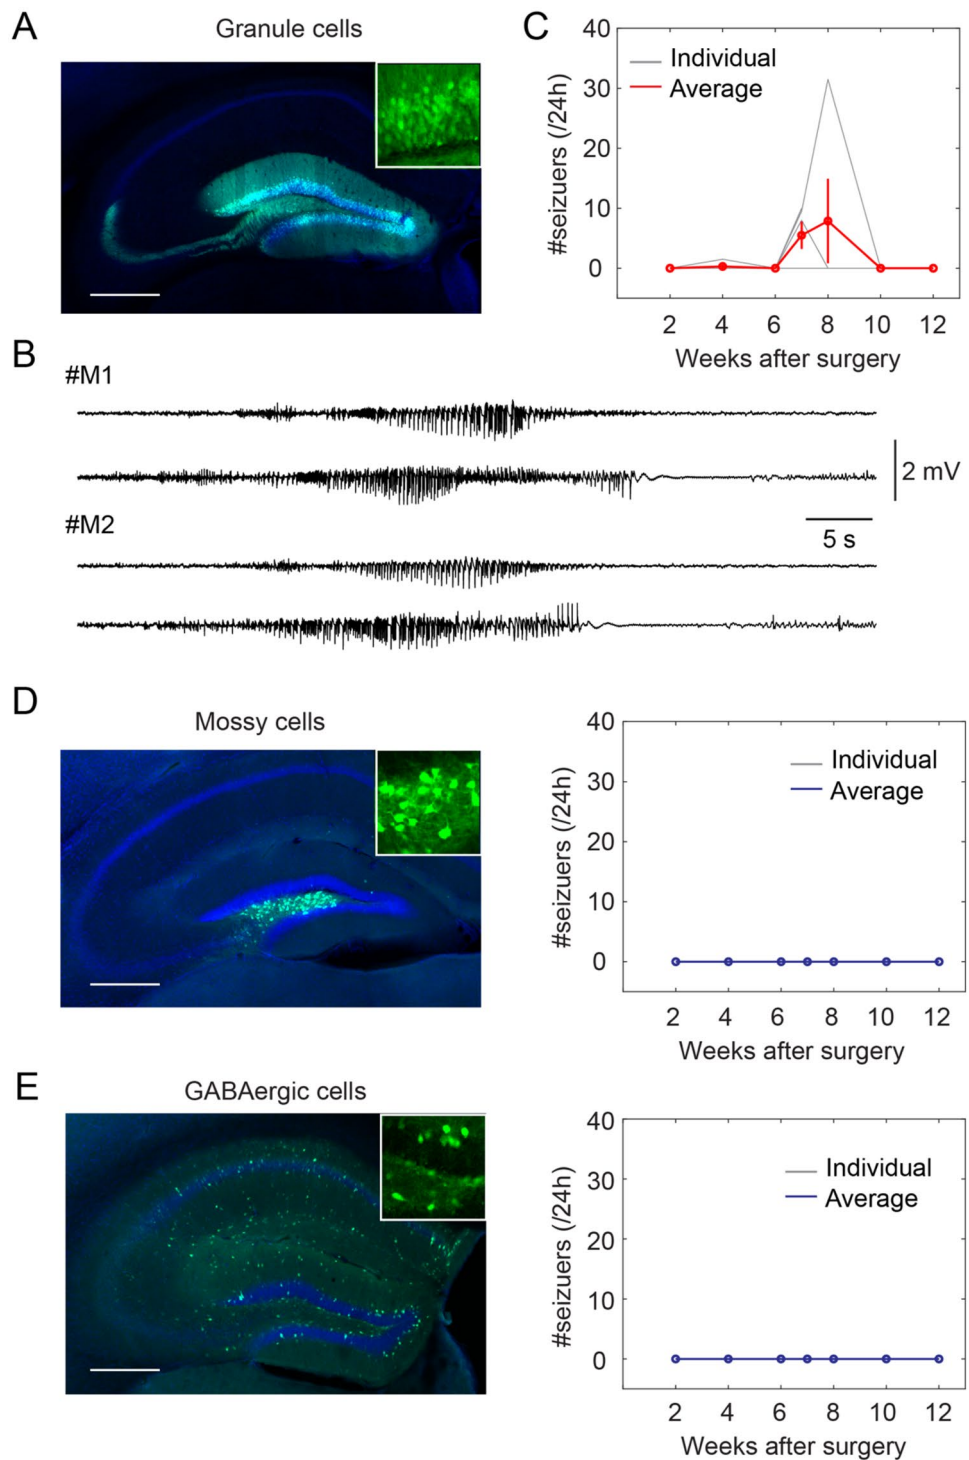 A
Granule cells
C
40
30
20
10
0
#seizuers (/24h)
Individual
Average
2 4 6 8 10 12
Weeks after surgery
B
#M1
2 mV
#M2
5 s
D
Mossy cells
40
30
20
10
0
#seizuers (/24h)
Individual
Average
2 4 6 8 10 12
Weeks after surgery
E
GABAergic cells
40
30
20
10
0
#seizuers (/24h)
Individual
Average
2 4 6 8 10 12
Weeks after surgery